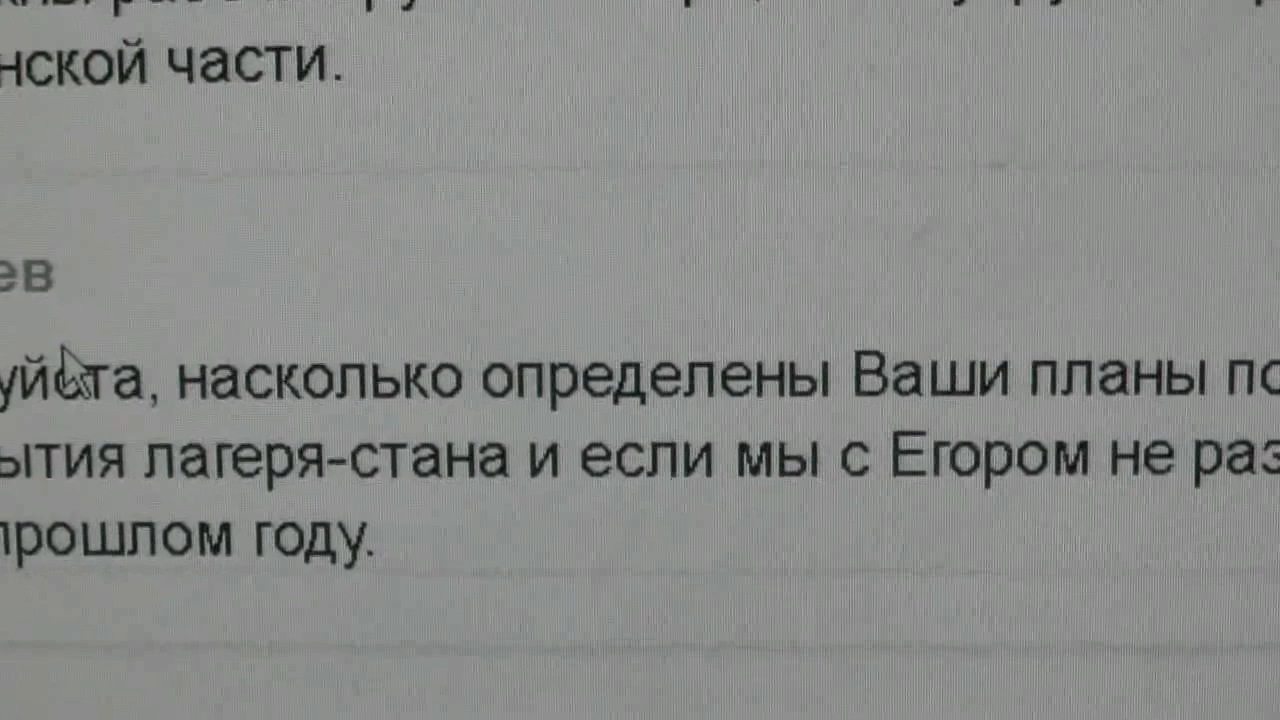 нской части.
ев
уйста, насколько определены Ваши планы по
ытия лагеря-стана и если мы с Егором не раз
прошлом году.